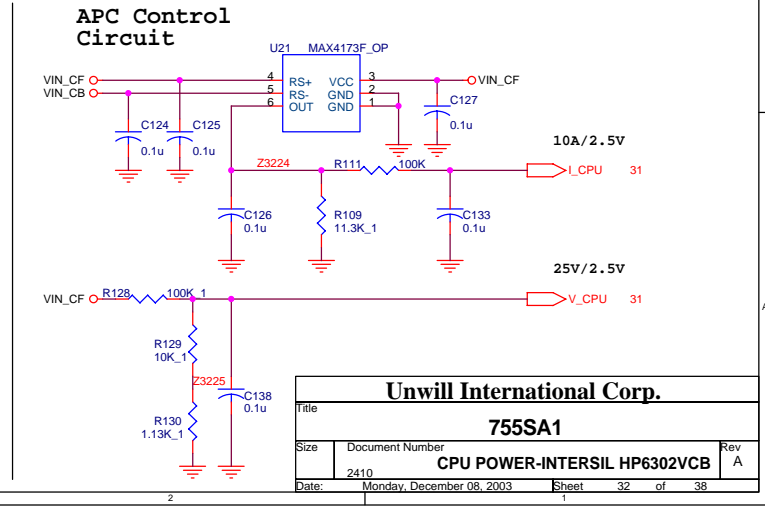 APC Control
Circuit
U21 MAX4173F_OP
VIN_CF 4 RS+ VCC 3 VIN_CF
VIN_CB 5 RS- GND 2
6 OUT GND 1
C127
0.1u
C124
0.1u
C125
0.1u
10A/2.5V
Z3224 R111 100K I_CPU 31
C126
0.1u
R109
11.3K_1
C133
0.1u
25V/2.5V
VIN_CF R128 100K_1 V_CPU 31
R129
10K_1
Z3225
C138
0.1u
R130
1.13K_1
Unwill International Corp.
Title
755SA1
Size Document Number Rev
2410 CPU POWER-INTERSIL HP6302VCB A
Date: Monday, December 08, 2003 Sheet 32 of 38
2 1